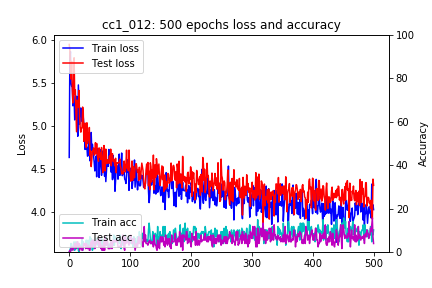 cc1_012: 500 epochs loss and accuracy
6.0
5.5
5.0
4.5
4.0
Loss
Train loss
Test loss
Train acc
Test acc
100
80
60
40
20
0
Accuracy
0 100 200 300 400 500